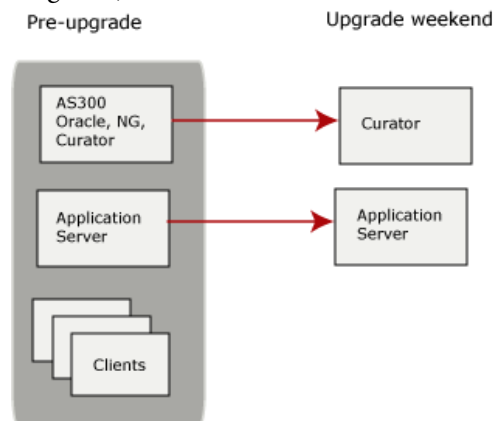 Pre-upgrade
Upgrade weekend
AS300
Oracle, NG,
Curator
Curator
Application
Server
Application
Server
Clients